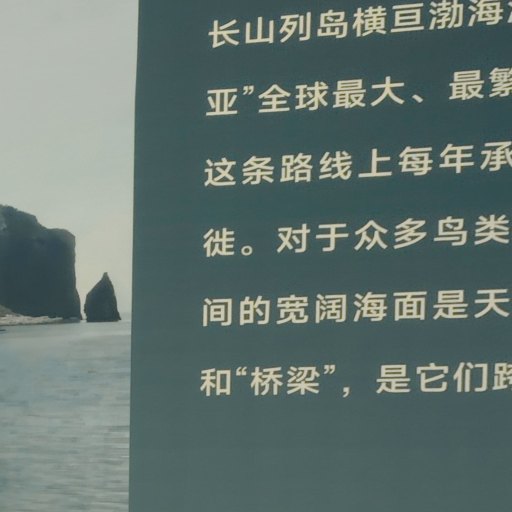 长山列岛横亘渤海
亚”全球最大、最繁
这条路线上每年承
徙。对于众多鸟类
间的宽阔海面是天
和“桥梁”，是它们跨